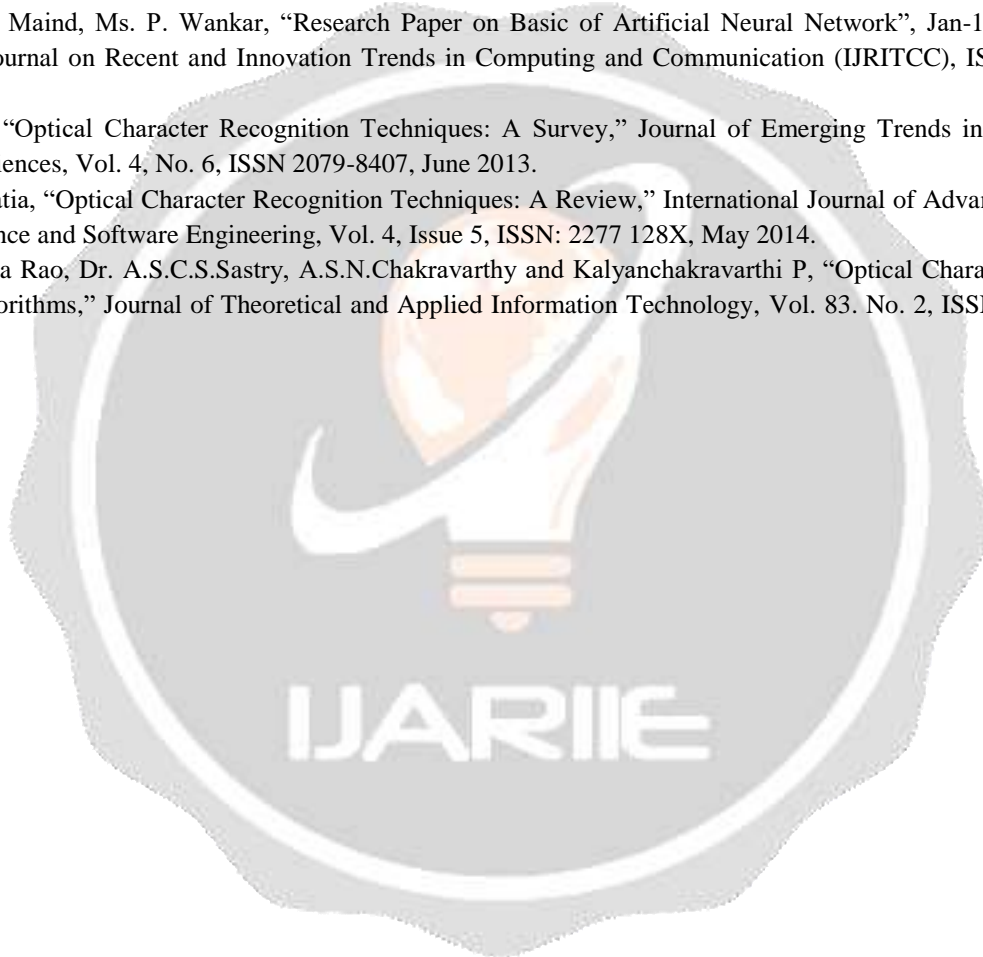 Maind, Ms. P. Wankar, “Research Paper on Basic of Artificial Neural Network”, Jan-1
ournal on Recent and Innovation Trends in Computing and Communication (IJRITCC), IS
“Optical Character Recognition Techniques: A Survey,” Journal of Emerging Trends in
iences, Vol. 4, No. 6, ISSN 2079-8407, June 2013.
atia, “Optical Character Recognition Techniques: A Review,” International Journal of Advan
nce and Software Engineering, Vol. 4, Issue 5, ISSN: 2277 128X, May 2014.
a Rao, Dr. A.S.C.S.Sastry, A.S.N.Chakravarthy and Kalyanchakravarthi P, “Optical Chara
orithms,” Journal of Theoretical and Applied Information Technology, Vol. 83. No. 2, ISS
IJARIIE